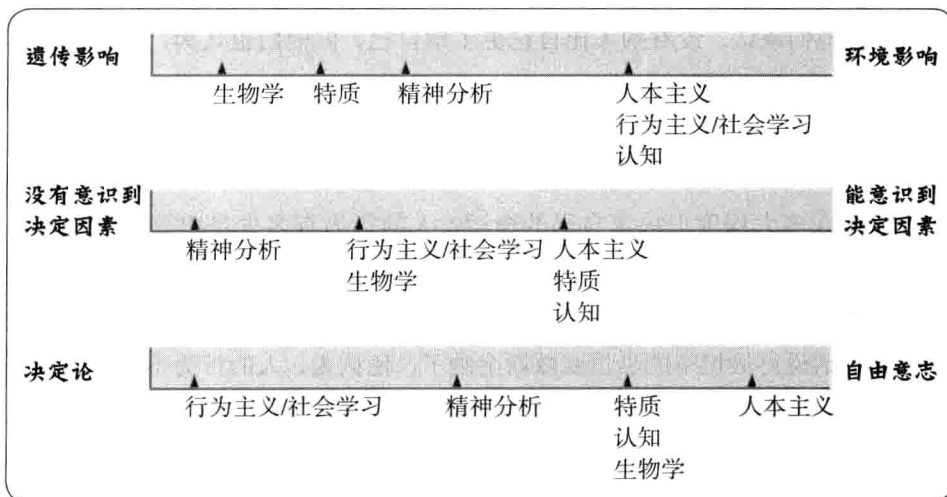 遗传影响 环境影响
生物学 特质 精神分析 人本主义
行为主义/社会学习
认知
没有意识到 能意识到
决定因素 决定因素
精神分析 行为主义/社会学习 人本主义
生物学 特质
认知
决定论 自由意志
行为主义/社会学习 精神分析 特质 人本主义
认知
生物学